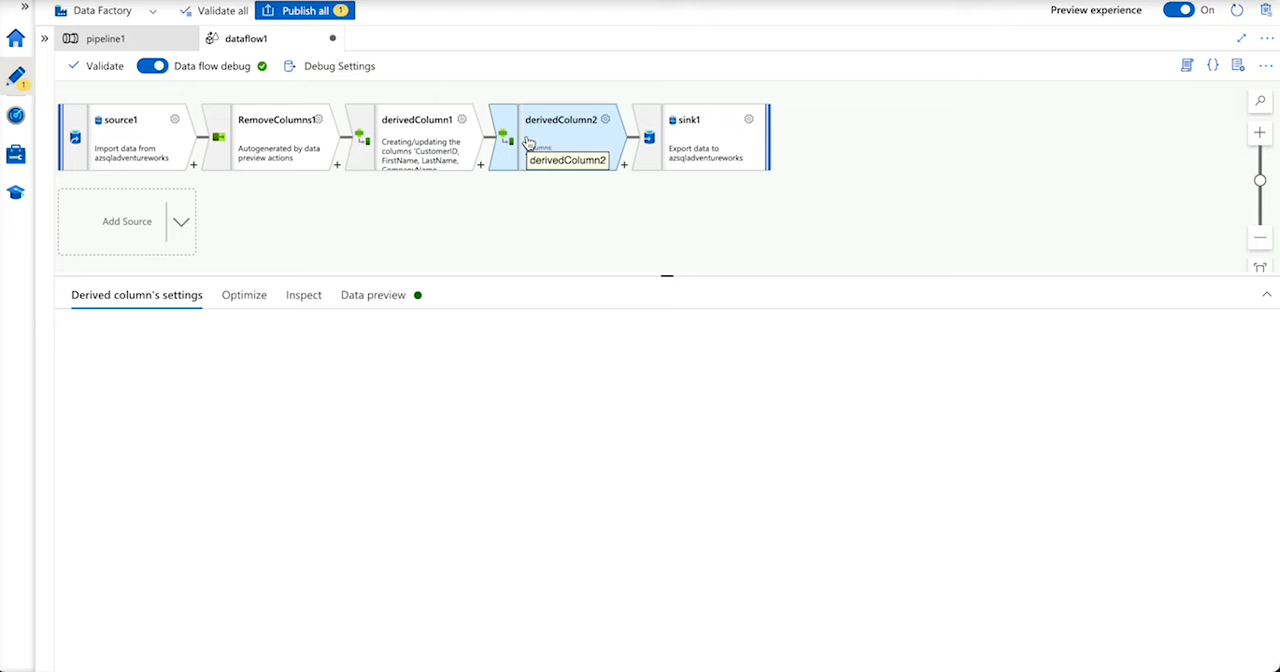 Data Factory
Validate all
Publish all 1
Preview experience
On
pipeline1
dataflow1
1
Validate
Data flow debug
Debug Settings
source1
Import data from
azsqladventureworks
RemoveColumns1
Autogenerated by data
preview actions
derivedColumn1
Creating/updating the
columns 'CustomerID,
FirstName, LastName,
CompanyName,
derivedColumn2
derivedColumn2
sink1
Export data to
azsqladventureworks
Add Source
Derived column's settings
Optimize
Inspect
Data preview